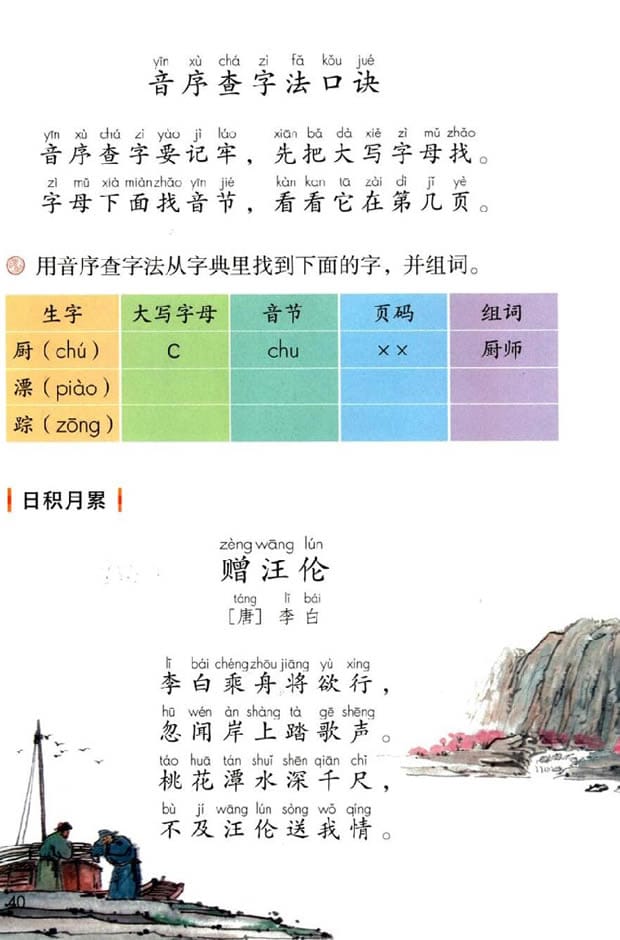 yīn xù chá zì fǎ kǒu jué
音序查字法口诀
yīn xù chá zì yào jì láo xiān bǎ dà xiě zì mǔ zhǎo
音序查字要记牢，先把大写字母找。
zì mǔ xià miàn zhǎo yīn jié kàn kan tā zài dì jǐ yè
字母下面找音节，看看它在第几页。
用音序查字法从字典里找到下面的字，并组词。
生字 大写字母 音节 页码 组词
厨（chú） C chu ×× 厨师
漂（piào）
踪（zōng）
日积月累
zèng wāng lún
赠汪伦
táng lǐ bái
［唐］李白
lǐ bái chéng zhōu jiāng yù xíng
李白乘舟将欲行，
hū wén àn shàng tà gē shēng
忽闻岸上踏歌声。
táo huā tán shuǐ shēn qiān chǐ
桃花潭水深千尺，
bù jí wāng lún sòng wǒ qíng
不及汪伦送我情。
40